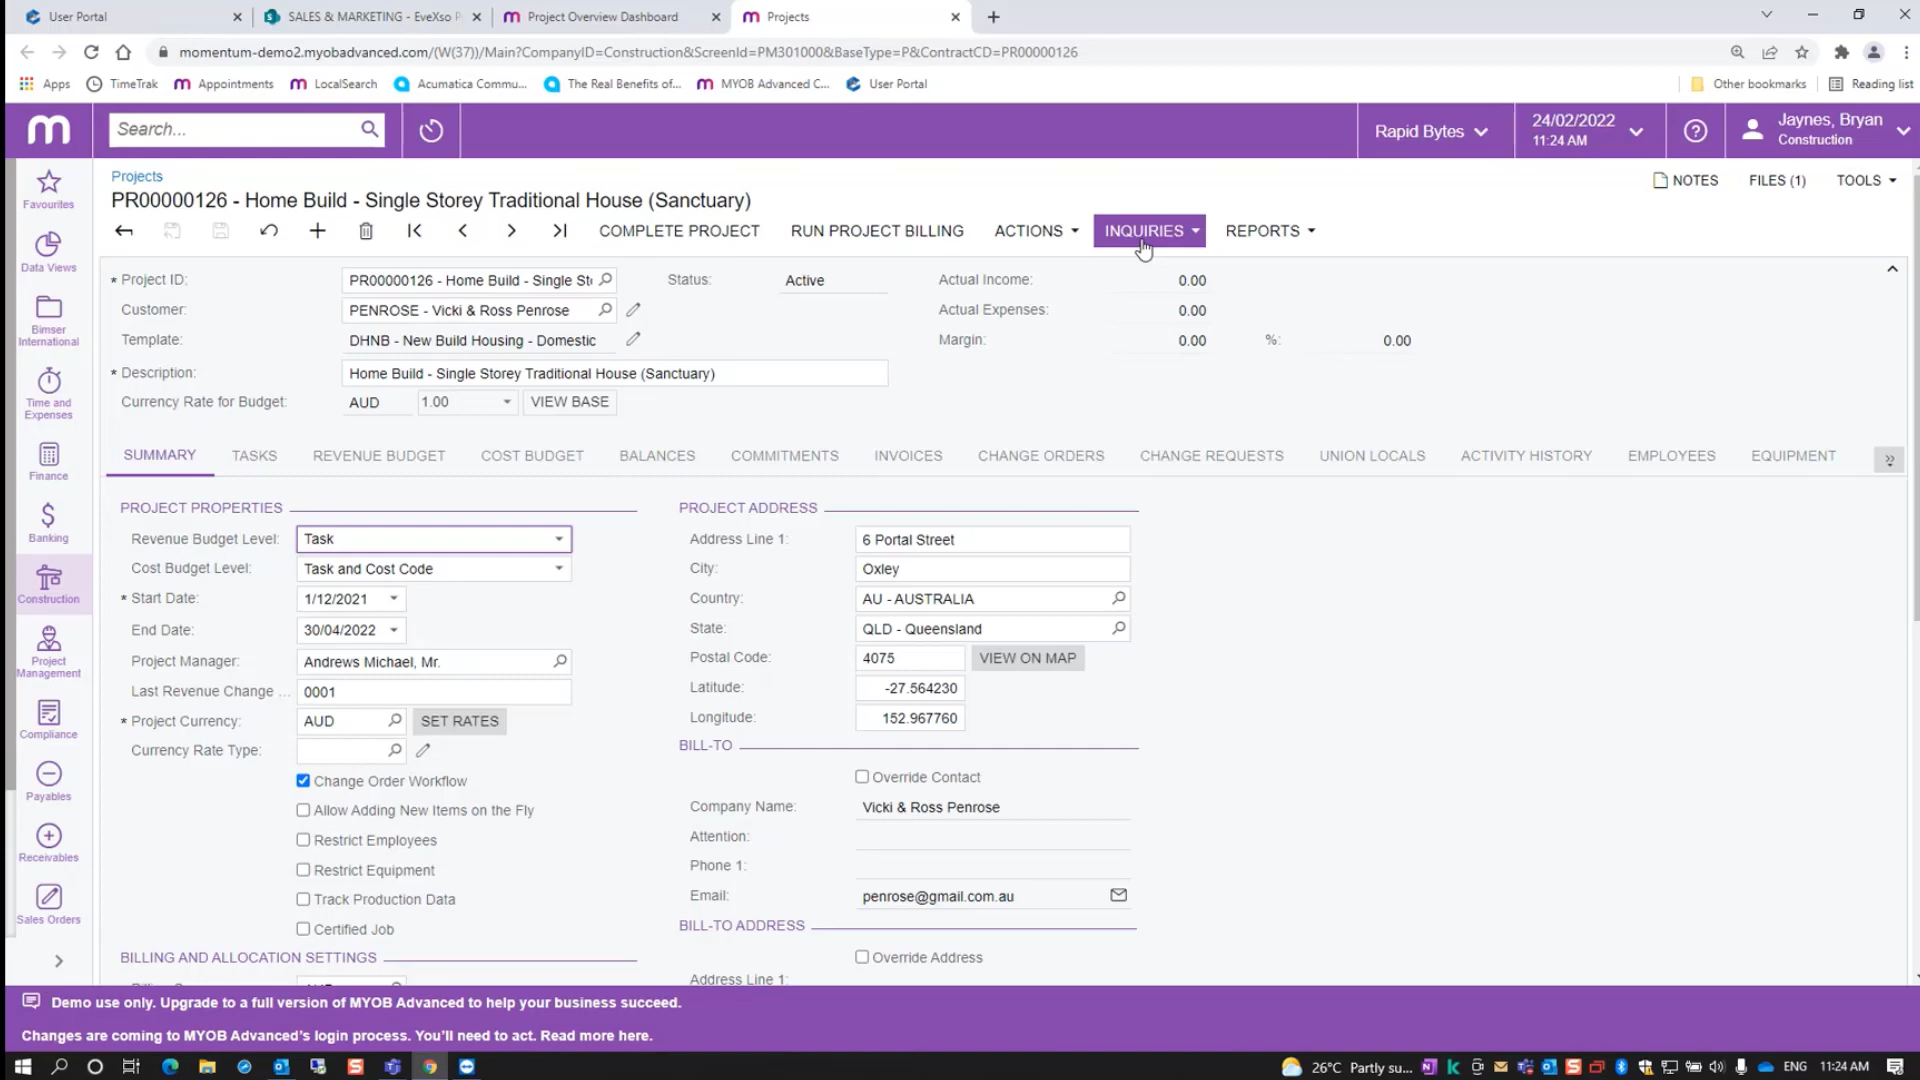 User Portal
SALES & MARKETING - EveXso P
Project Overview Dashboard
Projects
momentum-demo2.myobadvanced.com/(W(37))/Main?CompanyID=Construction&ScreenId=PM301000&BaseType=P&ContractCD=PR00000126
Apps
TimeTrak
Appointments
LocalSearch
Acumatica Commu...
The Real Benefits of...
MYOB Advanced C...
User Portal
Other bookmarks
Reading list
Search...
Rapid Bytes
24/02/2022
11:24 AM
Jaynes, Bryan
Construction
Favourites
Data Views
Bimser
International
Time and
Expenses
Finance
Banking
Construction
Project
Management
Compliance
Payables
Receivables
Sales Orders
Projects
NOTES
FILES (1)
TOOLS
PR00000126 - Home Build - Single Storey Traditional House (Sanctuary)
COMPLETE PROJECT
RUN PROJECT BILLING
ACTIONS
INQUIRIES
REPORTS
* Project ID: PR00000126 - Home Build - Single St
Status: Active
Actual Income: 0.00
Customer: PENROSE - Vicki & Ross Penrose
Actual Expenses: 0.00
Template: DHNB - New Build Housing - Domestic
Margin: 0.00 %: 0.00
* Description: Home Build - Single Storey Traditional House (Sanctuary)
Currency Rate for Budget: AUD 1.00 VIEW BASE
SUMMARY
TASKS
REVENUE BUDGET
COST BUDGET
BALANCES
COMMITMENTS
INVOICES
CHANGE ORDERS
CHANGE REQUESTS
UNION LOCALS
ACTIVITY HISTORY
EMPLOYEES
EQUIPMENT
PROJECT PROPERTIES
Revenue Budget Level: Task
Cost Budget Level: Task and Cost Code
* Start Date: 1/12/2021
End Date: 30/04/2022
Project Manager: Andrews Michael, Mr.
Last Revenue Change ... 0001
* Project Currency: AUD SET RATES
Currency Rate Type:
Change Order Workflow
Allow Adding New Items on the Fly
Restrict Employees
Restrict Equipment
Track Production Data
Certified Job
BILLING AND ALLOCATION SETTINGS
PROJECT ADDRESS
Address Line 1: 6 Portal Street
City: Oxley
Country: AU - AUSTRALIA
State: QLD - Queensland
Postal Code: 4075 VIEW ON MAP
Latitude: -27.564230
Longitude: 152.967760
BILL-TO
Override Contact
Company Name: Vicki & Ross Penrose
Attention:
Phone 1:
Email: penrose@gmail.com.au
BILL-TO ADDRESS
Override Address
Address Line 1:
Demo use only. Upgrade to a full version of MYOB Advanced to help your business succeed.
Changes are coming to MYOB Advanced's login process. You'll need to act. Read more here.
26°C Partly su...
ENG
11:24 AM